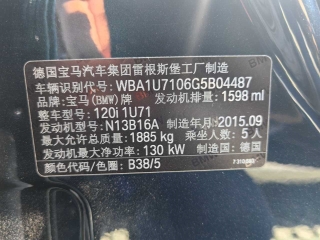 德国宝马汽车集团雷根斯堡工厂制造
车辆识别代号: WBA1U7106G5B04487
品牌: 宝马(BMW)牌 发动机排量: 1598 ml
整车型号: 120i 1U71
发动机型号: N13B16A 制造年月: 2015.09
最大允许总质量: 1885 kg 乘坐人数: 5 人
发动机最大净功率: 130 kW 制造国: 德国
颜色代码/色图: B38/5